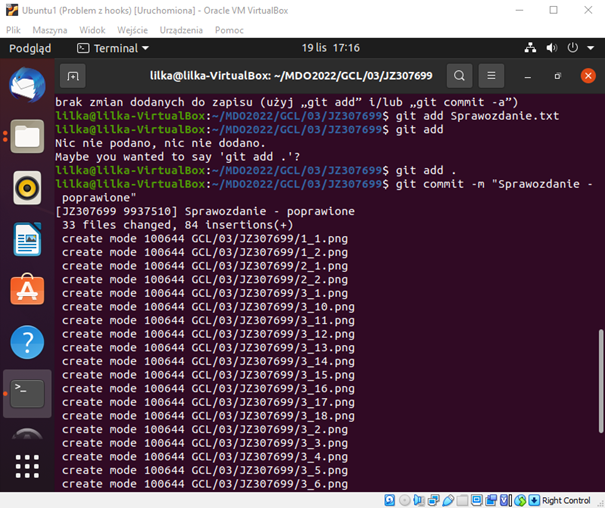 Ubuntu1 (Problem z hooks) [Uruchomiona] - Oracle VM VirtualBox
Plik Maszyna Widok Wejście Urządzenia Pomoc
Podgląd Terminal 19 lis 17:16
lilka@lilka-VirtualBox: ~/MDO2022/GCL/03/JZ307699
brak zmian dodanych do zapisu (użyj „git add” i/lub „git commit -a”)
lilka@lilka-VirtualBox:~/MDO2022/GCL/03/JZ307699$ git add Sprawozdanie.txt
lilka@lilka-VirtualBox:~/MDO2022/GCL/03/JZ307699$ git add
Nic nie podano, nic nie dodano.
Maybe you wanted to say 'git add .'?
lilka@lilka-VirtualBox:~/MDO2022/GCL/03/JZ307699$ git add .
lilka@lilka-VirtualBox:~/MDO2022/GCL/03/JZ307699$ git commit -m "Sprawozdanie -
poprawione"
[JZ307699 9937510] Sprawozdanie - poprawione
33 files changed, 84 insertions(+)
create mode 100644 GCL/03/JZ307699/1_1.png
create mode 100644 GCL/03/JZ307699/1_2.png
create mode 100644 GCL/03/JZ307699/2_1.png
create mode 100644 GCL/03/JZ307699/2_2.png
create mode 100644 GCL/03/JZ307699/3_1.png
create mode 100644 GCL/03/JZ307699/3_10.png
create mode 100644 GCL/03/JZ307699/3_11.png
create mode 100644 GCL/03/JZ307699/3_12.png
create mode 100644 GCL/03/JZ307699/3_13.png
create mode 100644 GCL/03/JZ307699/3_14.png
create mode 100644 GCL/03/JZ307699/3_15.png
create mode 100644 GCL/03/JZ307699/3_16.png
create mode 100644 GCL/03/JZ307699/3_17.png
create mode 100644 GCL/03/JZ307699/3_18.png
create mode 100644 GCL/03/JZ307699/3_2.png
create mode 100644 GCL/03/JZ307699/3_3.png
create mode 100644 GCL/03/JZ307699/3_4.png
create mode 100644 GCL/03/JZ307699/3_5.png
create mode 100644 GCL/03/JZ307699/3_6.png
Right Control